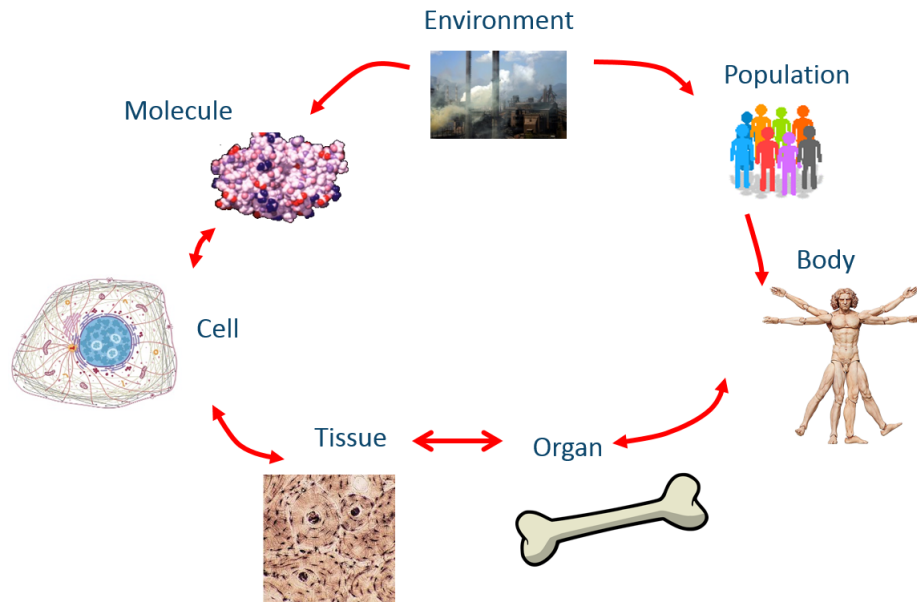 Environment
Population
Molecule
Body
Cell
Tissue
Organ